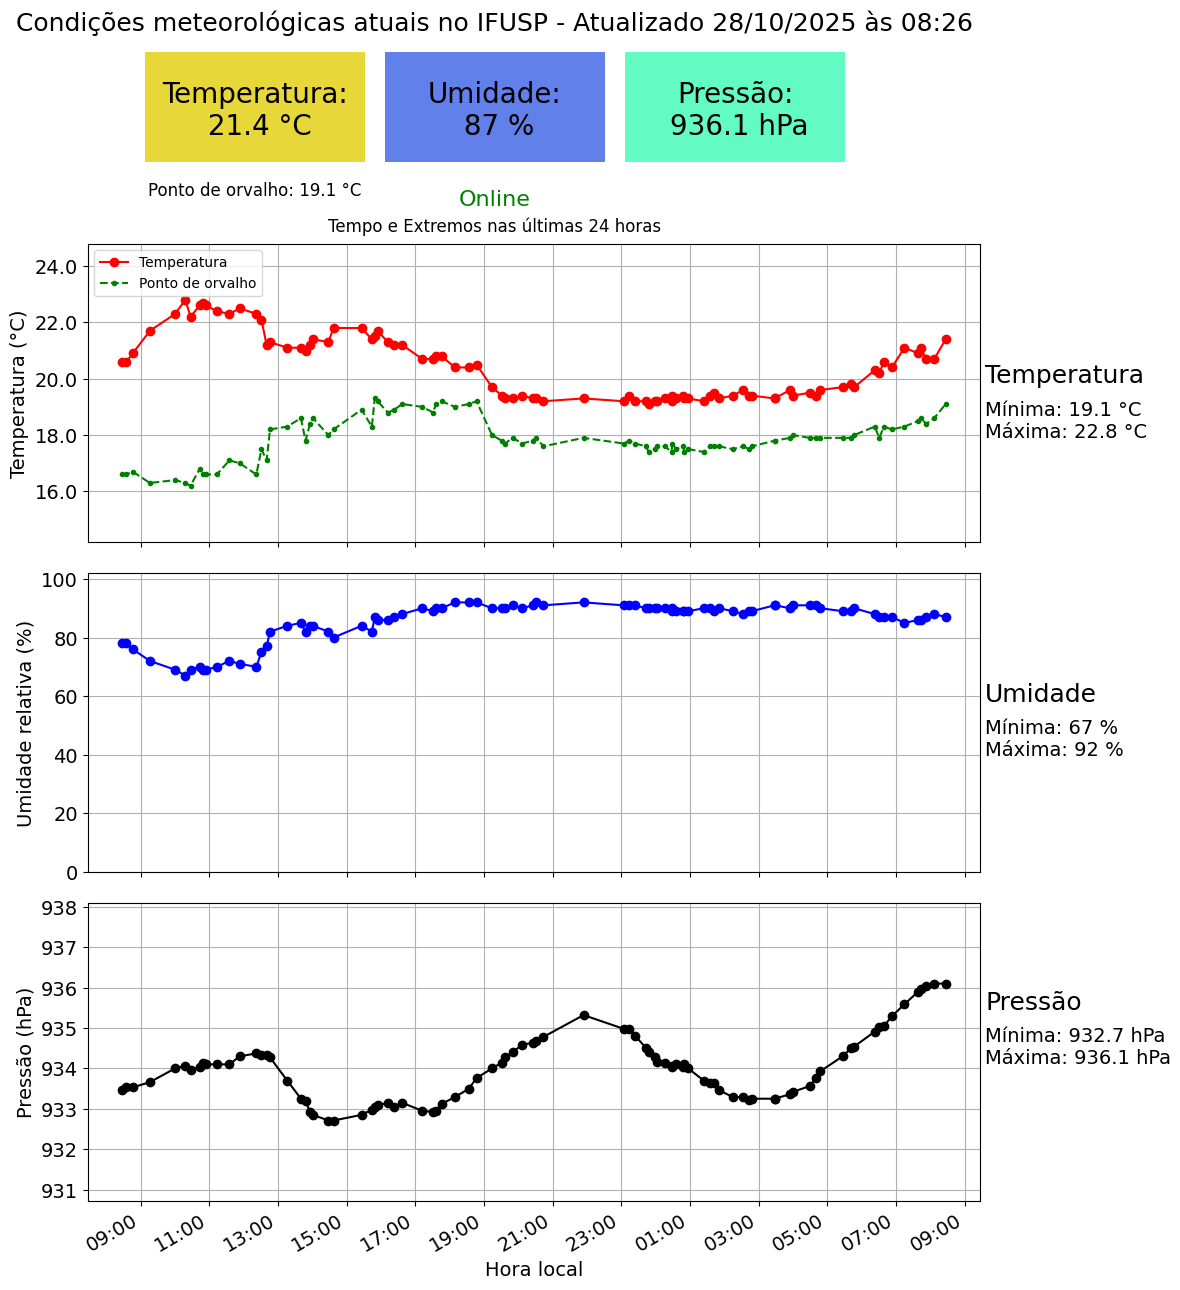 Condições meteorológicas atuais no IFUSP - Atualizado 28/10/2025 às 08:26
Temperatura:
21.4 °C
Umidade:
87 %
Pressão:
936.1 hPa
Ponto de orvalho: 19.1 °C
Online
Tempo e Extremos nas últimas 24 horas
Temperatura
Ponto de orvalho
Temperatura (°C)
24.0
22.0
20.0
18.0
16.0
Temperatura
Mínima: 19.1 °C
Máxima: 22.8 °C
Umidade relativa (%)
100
80
60
40
20
0
Umidade
Mínima: 67 %
Máxima: 92 %
Pressão (hPa)
938
937
936
935
934
933
932
931
Pressão
Mínima: 932.7 hPa
Máxima: 936.1 hPa
09:00 11:00 13:00 15:00 17:00 19:00 21:00 23:00 01:00 03:00 05:00 07:00 09:00
Hora local